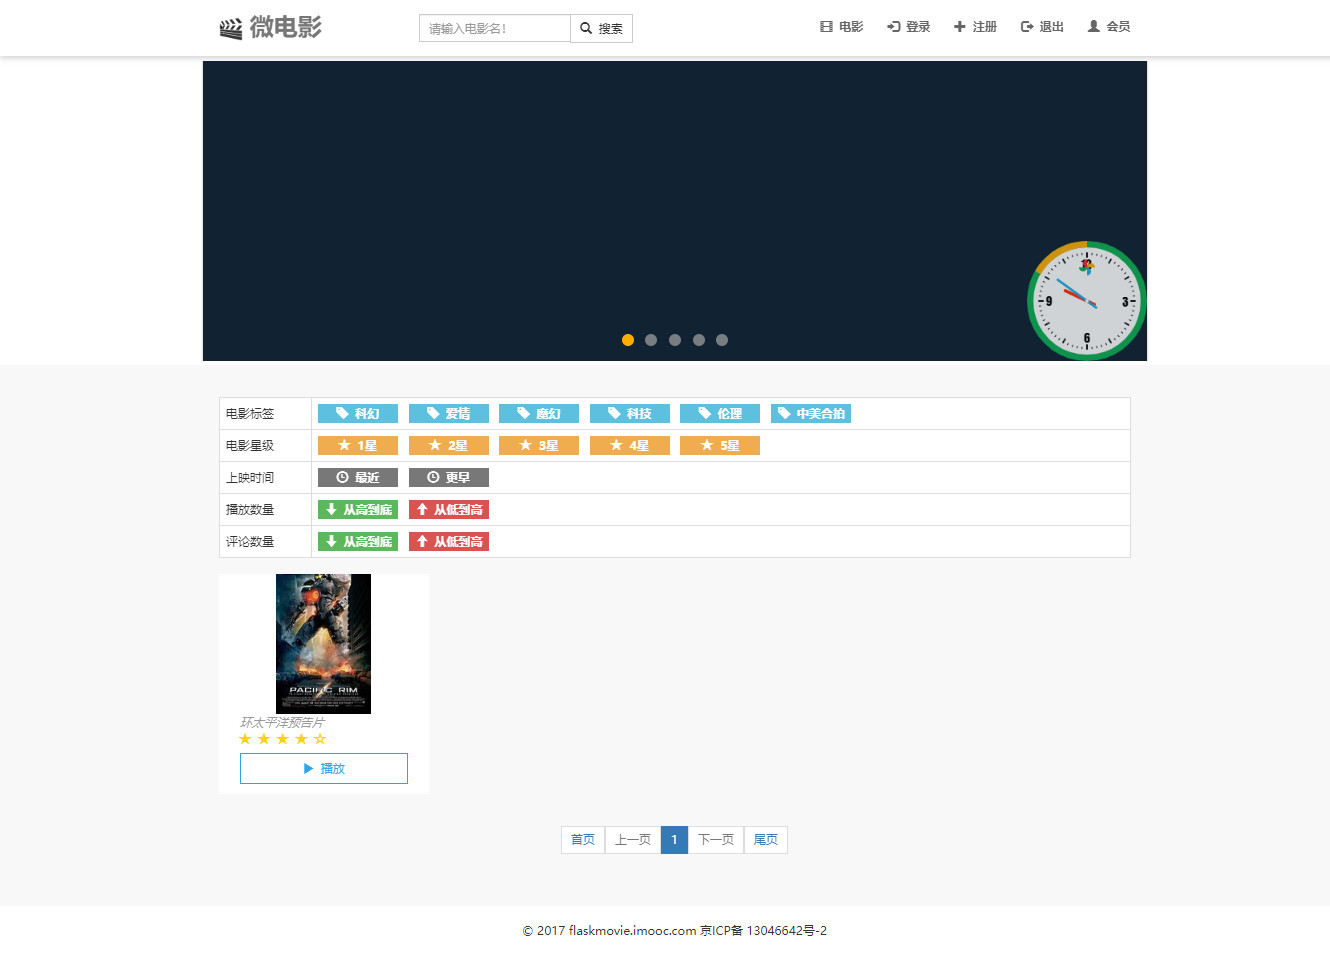 微电影 请输入电影名！ 搜索 电影 登录 注册 退出 会员
12
9 3
6
电影标签 科幻 爱情 魔幻 科技 伦理 中美合拍
电影星级 1星 2星 3星 4星 5星
上映时间 最近 更早
播放数量 从高到底 从低到高
评论数量 从高到底 从低到高
PACIFIC RIM
环太平洋预告片
播放
首页 上一页 1 下一页 尾页
© 2017 flaskmovie.imooc.com 京ICP备 13046642号-2